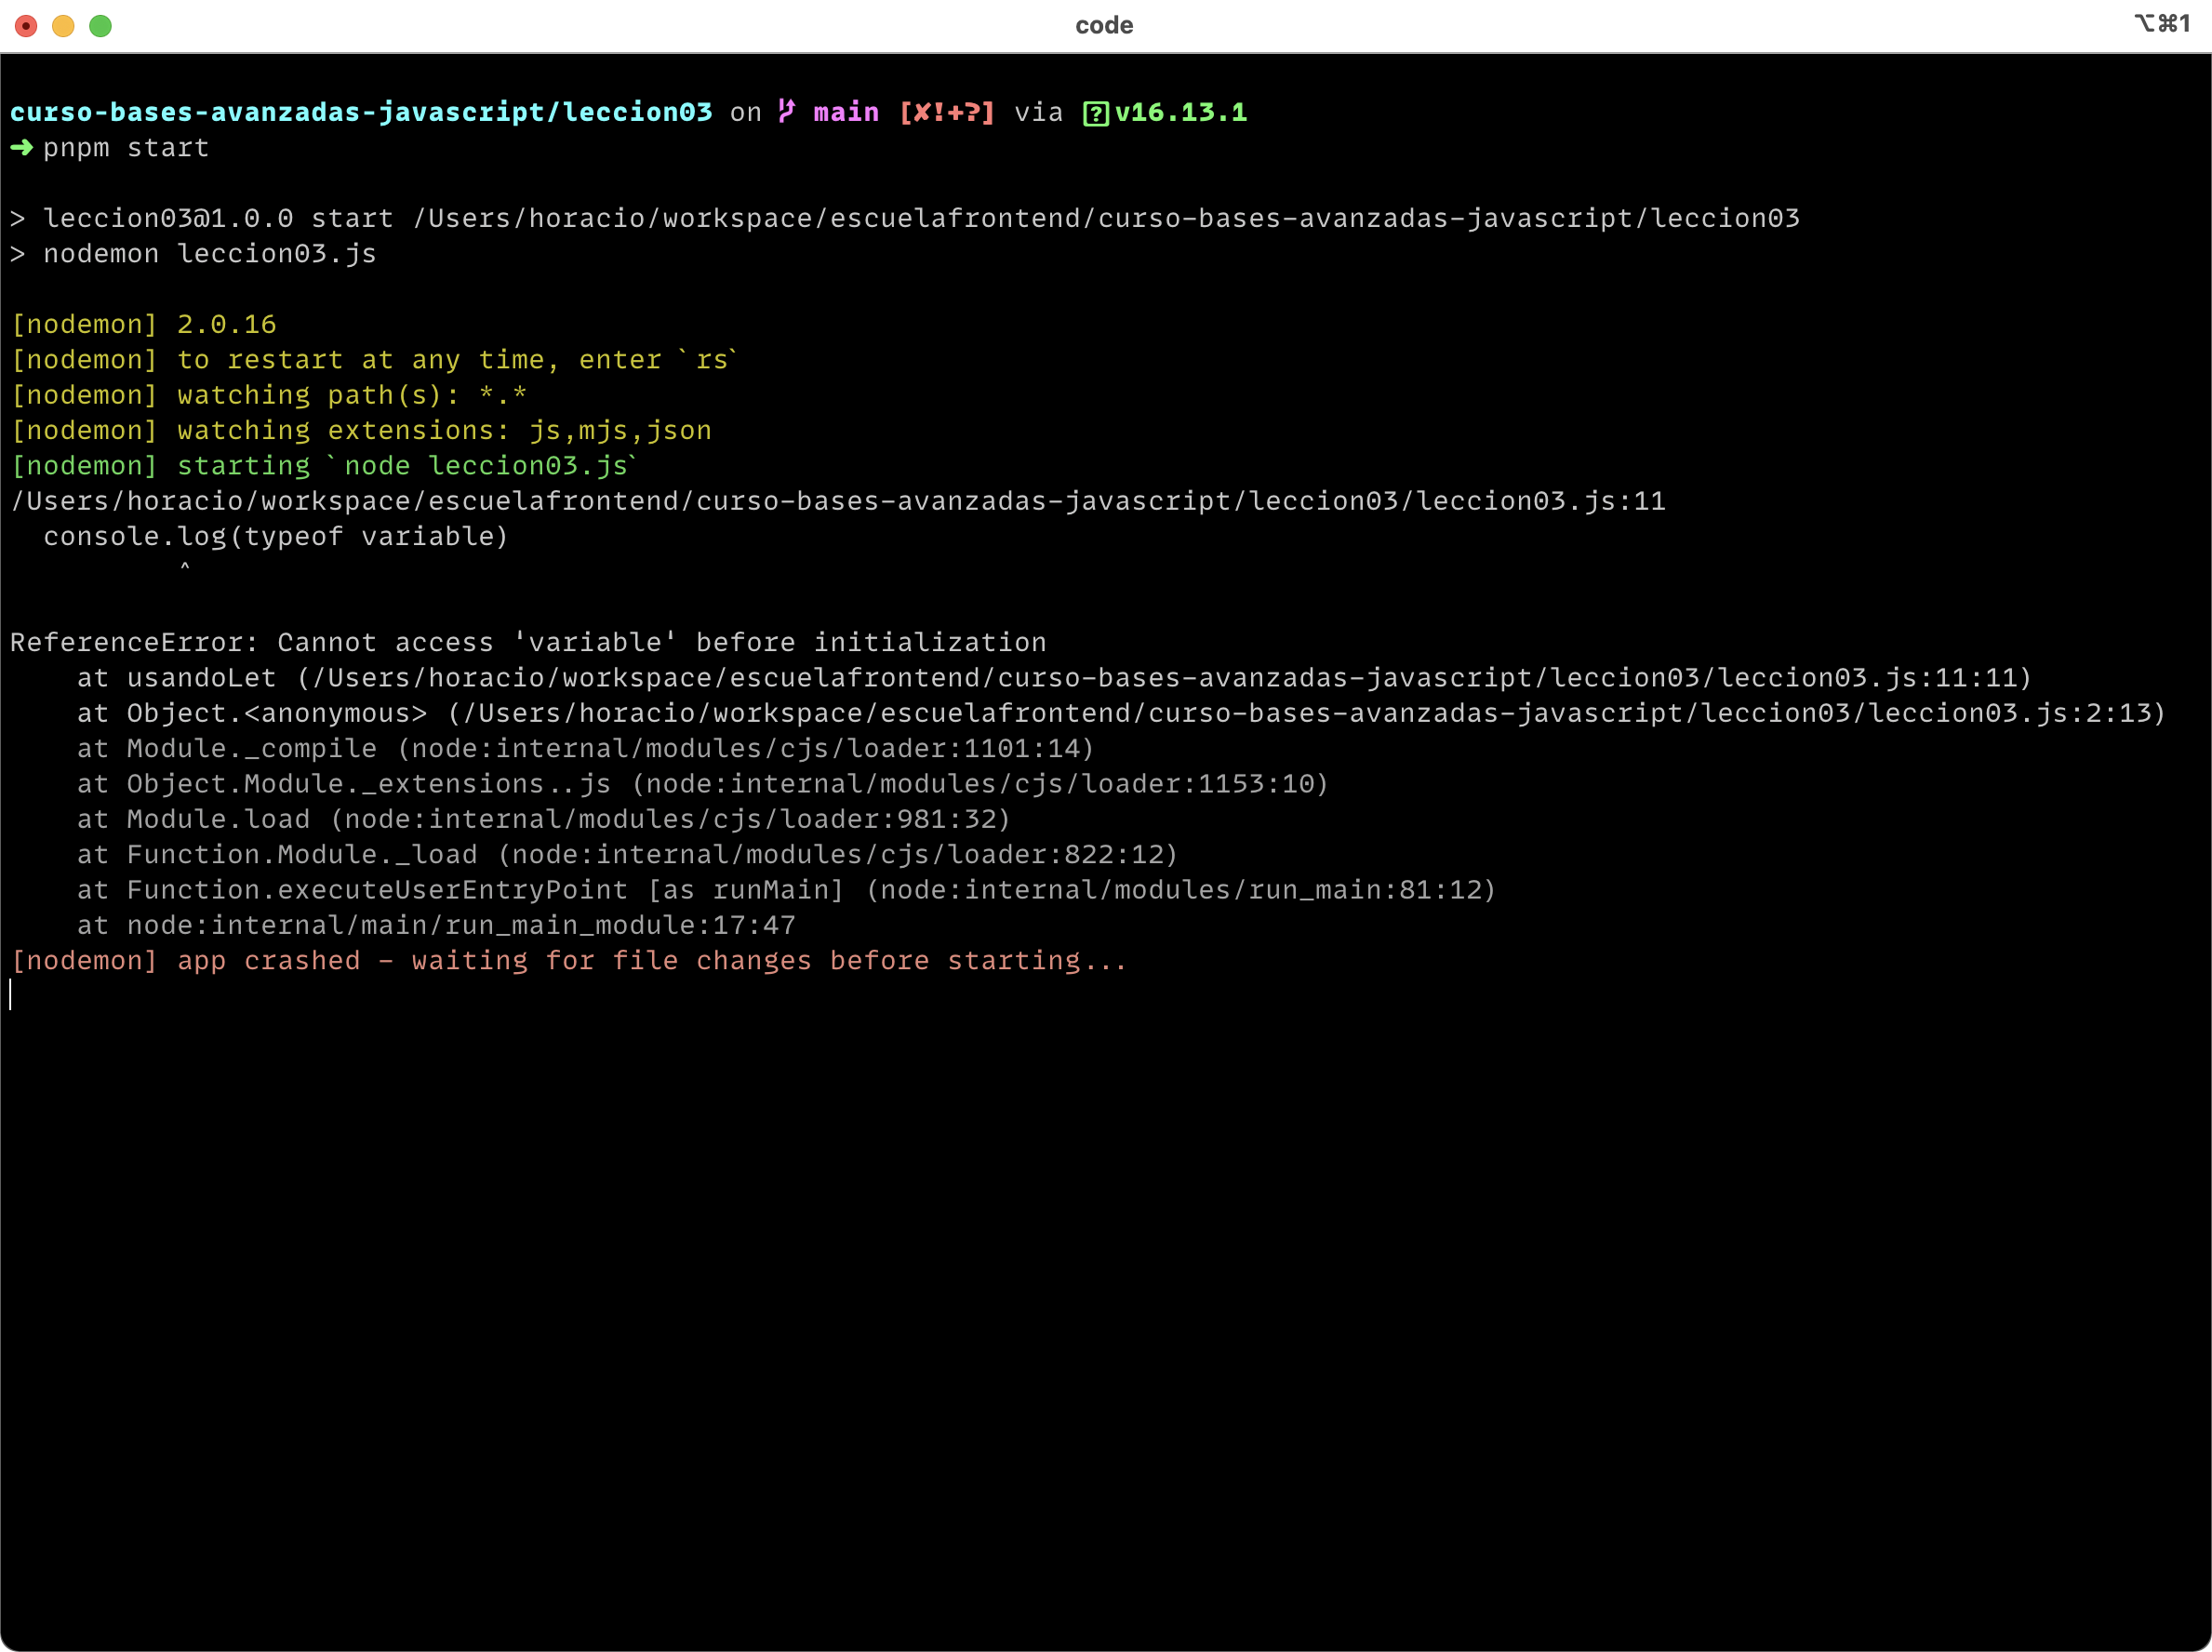 code
⌥⌘1
curso-bases-avanzadas-javascript/leccion03 on main [✘!+?] via v16.13.1
➜ pnpm start
> leccion03@1.0.0 start /Users/horacio/workspace/escuelafrontend/curso-bases-avanzadas-javascript/leccion03
> nodemon leccion03.js
[nodemon] 2.0.16
[nodemon] to restart at any time, enter `rs`
[nodemon] watching path(s): *.*
[nodemon] watching extensions: js,mjs,json
[nodemon] starting `node leccion03.js`
/Users/horacio/workspace/escuelafrontend/curso-bases-avanzadas-javascript/leccion03/leccion03.js:11
  console.log(typeof variable)
          ^
ReferenceError: Cannot access 'variable' before initialization
    at usandoLet (/Users/horacio/workspace/escuelafrontend/curso-bases-avanzadas-javascript/leccion03/leccion03.js:11:11)
    at Object.<anonymous> (/Users/horacio/workspace/escuelafrontend/curso-bases-avanzadas-javascript/leccion03/leccion03.js:2:13)
    at Module._compile (node:internal/modules/cjs/loader:1101:14)
    at Object.Module._extensions..js (node:internal/modules/cjs/loader:1153:10)
    at Module.load (node:internal/modules/cjs/loader:981:32)
    at Function.Module._load (node:internal/modules/cjs/loader:822:12)
    at Function.executeUserEntryPoint [as runMain] (node:internal/modules/run_main:81:12)
    at node:internal/main/run_main_module:17:47
[nodemon] app crashed - waiting for file changes before starting...